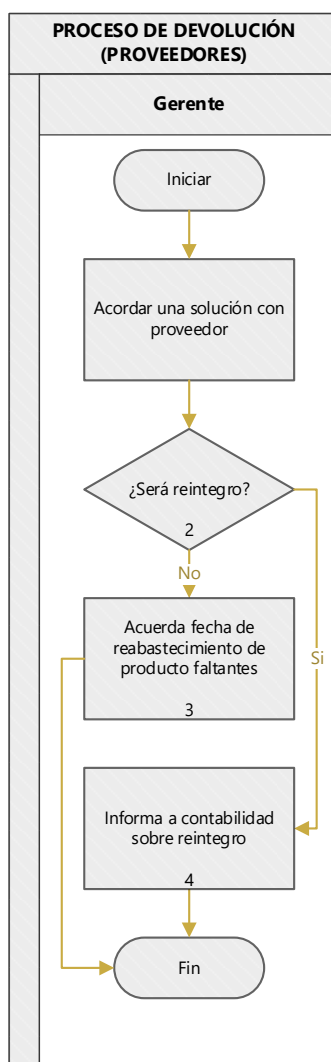 PROCESO DE DEVOLUCIÓN
(PROVEEDORES)
Gerente
Iniciar
Acordar una solución con
proveedor
¿Será reintegro?
2
No
Acuerda fecha de
reabastecimiento de
producto faltantes
3
Si
Informa a contabilidad
sobre reintegro
4
Fin